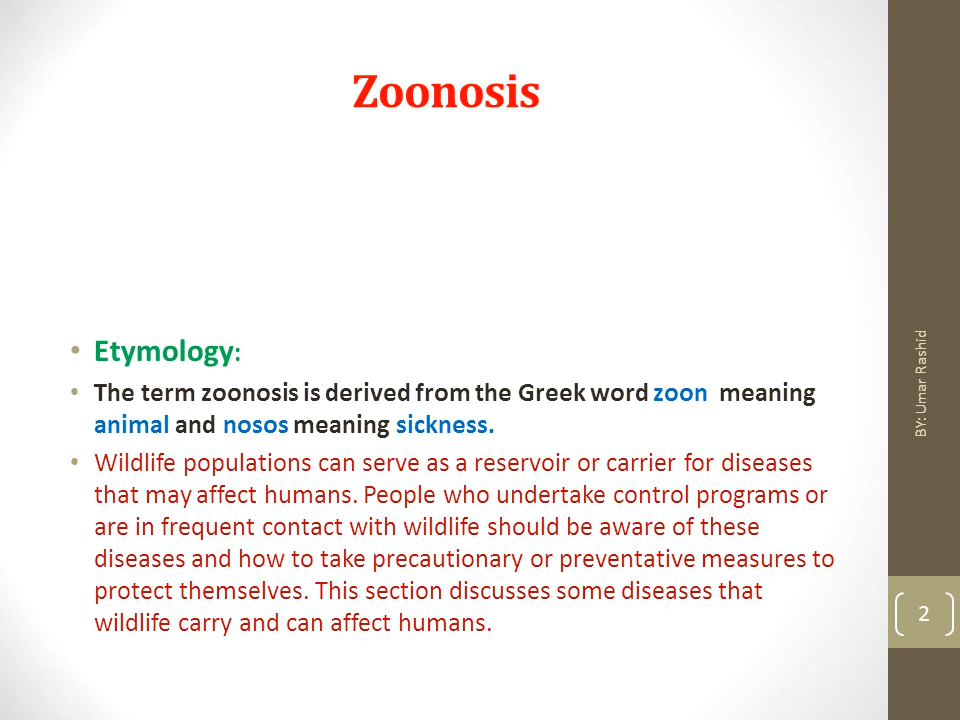 Zoonosis
• Etymology:
• The term zoonosis is derived from the Greek word zoon meaning
animal and nosos meaning sickness.
• Wildlife populations can serve as a reservoir or carrier for diseases
that may affect humans. People who undertake control programs or
are in frequent contact with wildlife should be aware of these
diseases and how to take precautionary or preventative measures to
protect themselves. This section discusses some diseases that
wildlife carry and can affect humans.
BY: Umar Rashid
2